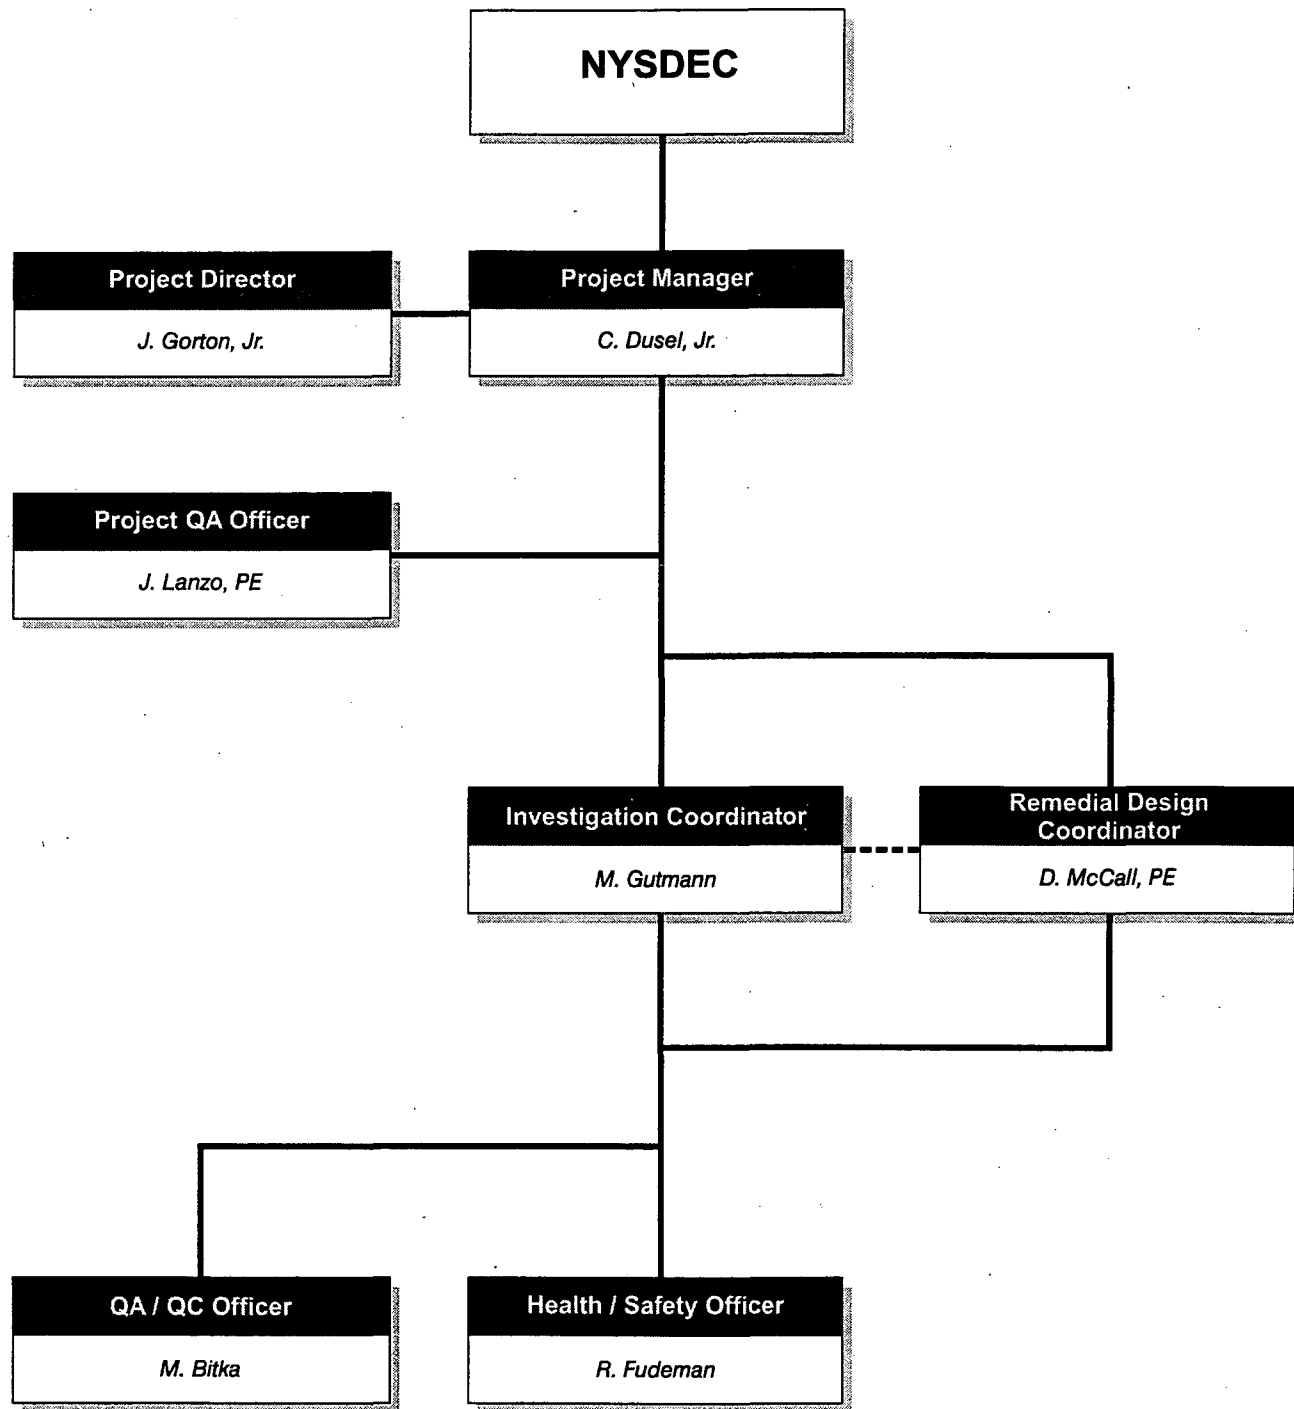 NYSDEC
Project Director
J. Gorton, Jr.
Project Manager
C. Dusel, Jr.
Project QA Officer
J. Lanzo, PE
Investigation Coordinator
M. Gutmann
Remedial Design
Coordinator
D. McCall, PE
QA / QC Officer
M. Bitka
Health / Safety Officer
R. Fudeman